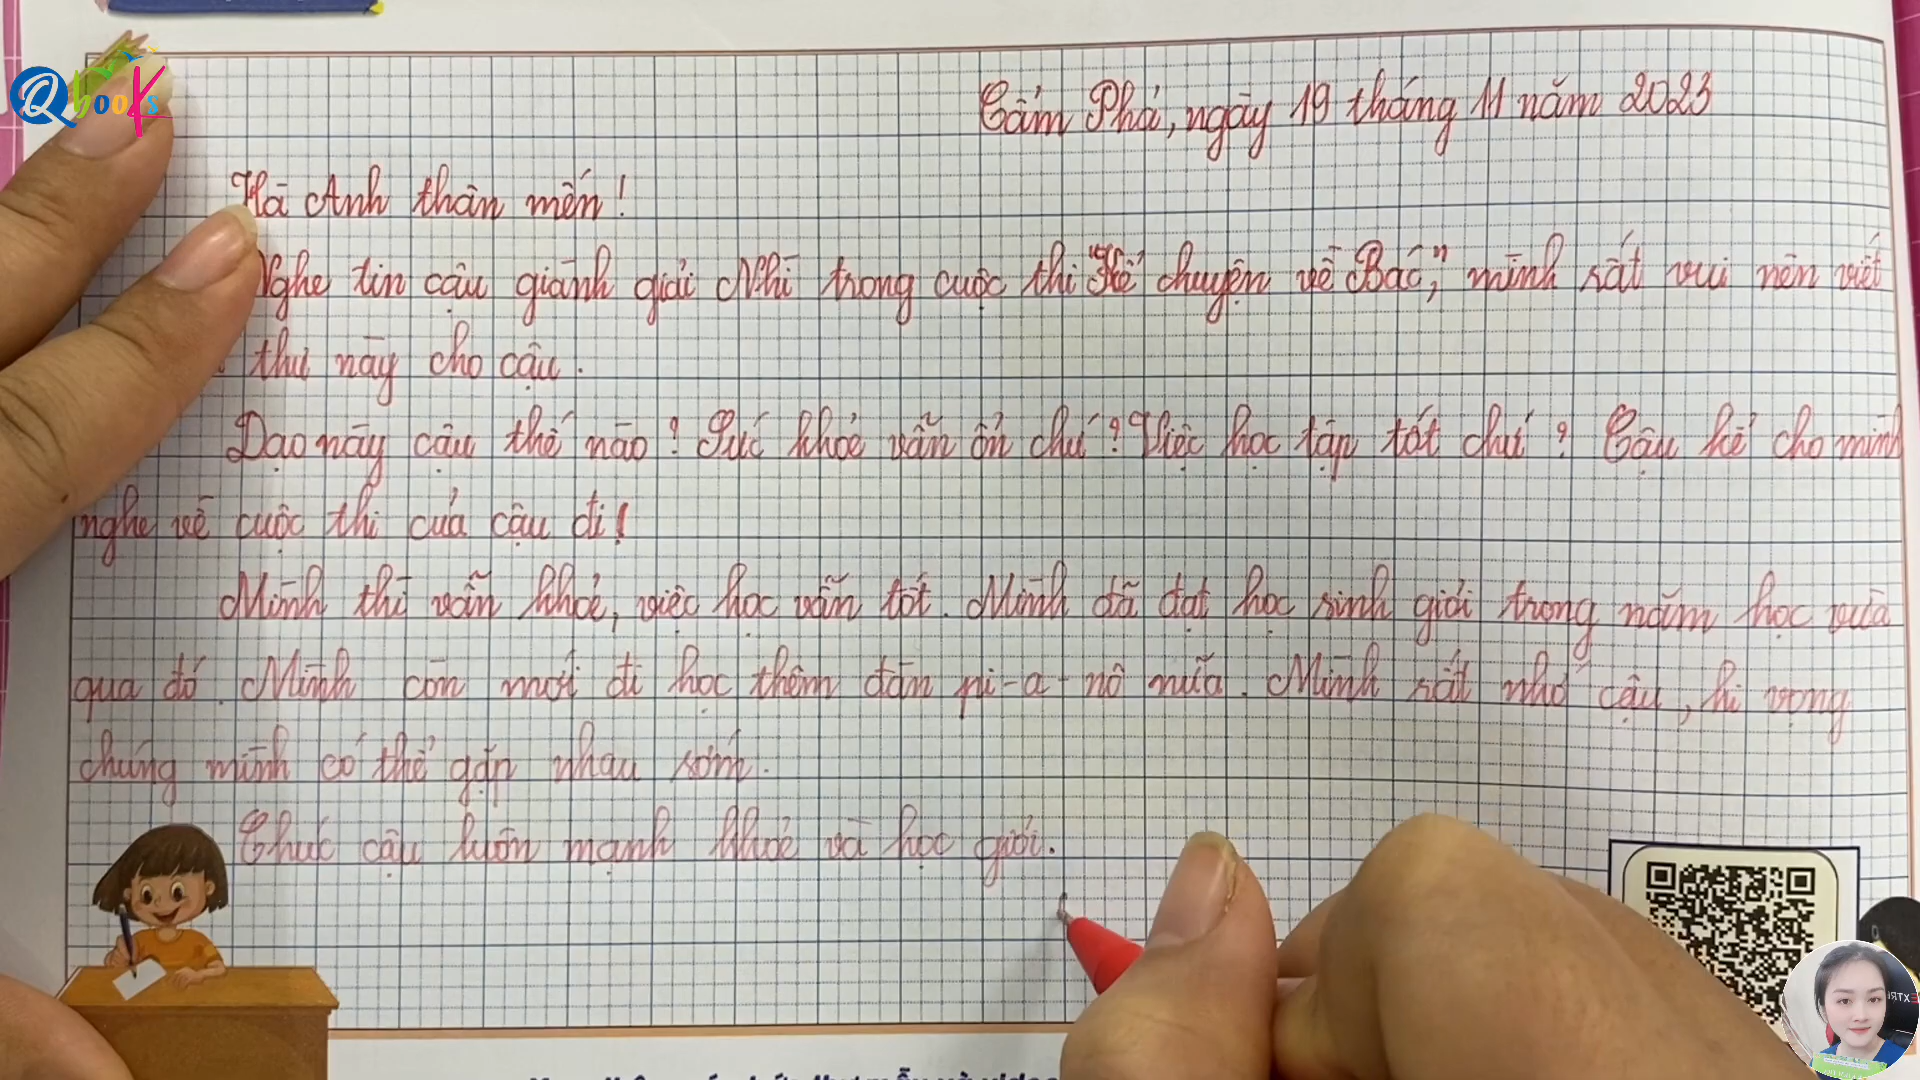 Qbooks
Cẩm Phả, ngày 19 tháng 11 năm 2023
Hà Anh thân mến!
Nghe tin cậu giành giải Nhì trong cuộc thi "Kể chuyện về Bác", mình rất vui nên viết
thư này cho cậu.
Dạo này cậu thế nào? Sức khoẻ vẫn ổn chứ? Việc học tập tốt chứ? Cậu kể cho mình
nghe về cuộc thi của cậu đi!
Mình thì vẫn khoẻ, việc học vẫn tốt. Mình đã đạt học sinh giỏi trong năm học vừa
qua đó. Mình còn mới đi học thêm đàn pi-a-nô nữa. Mình rất nhớ cậu, hi vọng
chúng mình có thể gặp nhau sớm.
Chúc cậu luôn mạnh khoẻ và học giỏi.